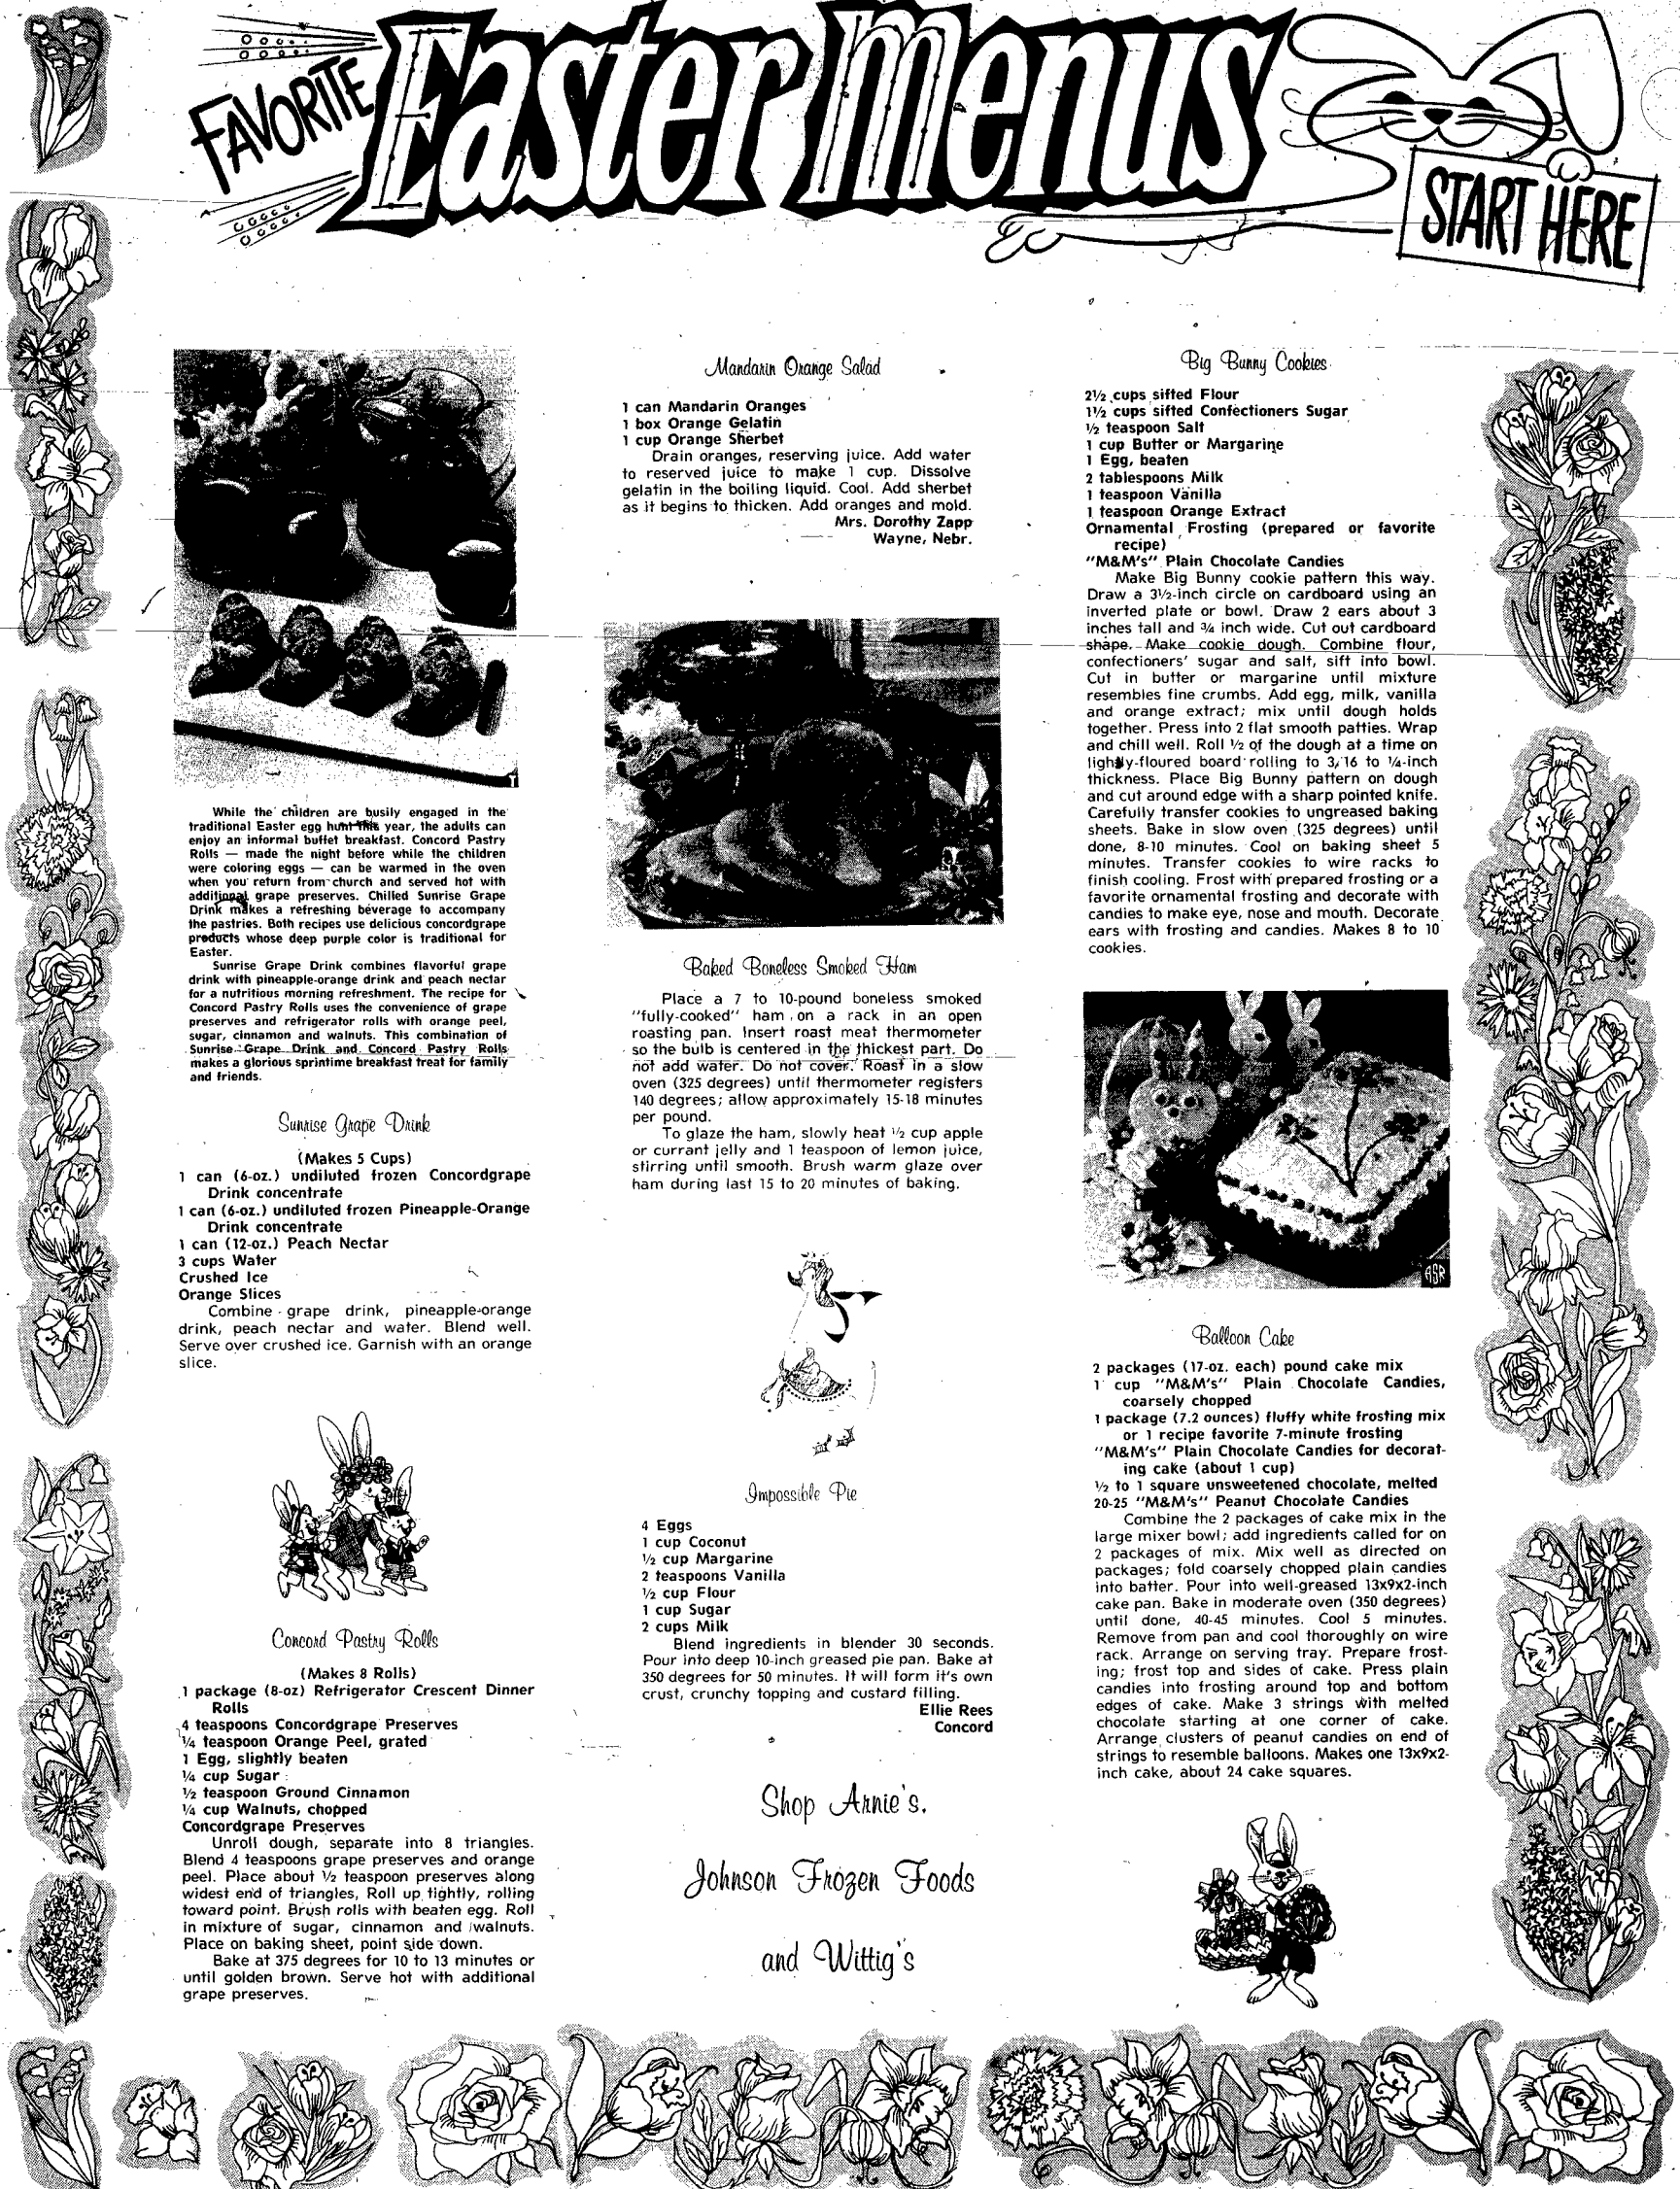 FAVORITE
Easter Menus
START HERE
While the children are busily engaged in the
traditional Easter egg hunt this year, the adults can
enjoy an informal buffet breakfast. Concord Pastry
Rolls — made the night before while the children
were coloring eggs — can be warmed in the oven
when you return from church and served hot with
additional grape preserves. Chilled Sunrise Grape
Drink makes a refreshing beverage to accompany
the pastries. Both recipes use delicious concordgrape
products whose deep purple color is traditional for
Easter.
Sunrise Grape Drink combines flavorful grape
drink with pineapple-orange drink and peach nectar
for a nutritious morning refreshment. The recipe for
Concord Pastry Rolls uses the convenience of grape
preserves and refrigerator rolls with orange peel,
sugar, cinnamon and walnuts. This combination of
Sunrise Grape Drink and Concord Pastry Rolls
makes a glorious sprintime breakfast treat for family
and friends.
Sunrise Grape Drink
(Makes 5 Cups)
1 can (6-oz.) undiluted frozen Concordgrape
Drink concentrate
1 can (6-oz.) undiluted frozen Pineapple-Orange
Drink concentrate
1 can (12-oz.) Peach Nectar
3 cups Water
Crushed Ice
Orange Slices
Combine grape drink, pineapple-orange
drink, peach nectar and water. Blend well.
Serve over crushed ice. Garnish with an orange
slice.
Concord Pastry Rolls
(Makes 8 Rolls)
1 package (8-oz) Refrigerator Crescent Dinner
Rolls
4 teaspoons Concordgrape Preserves
¼ teaspoon Orange Peel, grated
1 Egg, slightly beaten
¼ cup Sugar
½ teaspoon Ground Cinnamon
¼ cup Walnuts, chopped
Concordgrape Preserves
Unroll dough, separate into 8 triangles.
Blend 4 teaspoons grape preserves and orange
peel. Place about ½ teaspoon preserves along
widest end of triangles, Roll up tightly, rolling
toward point. Brush rolls with beaten egg. Roll
in mixture of sugar, cinnamon and walnuts.
Place on baking sheet, point side down.
Bake at 375 degrees for 10 to 13 minutes or
until golden brown. Serve hot with additional
grape preserves.
Mandarin Orange Salad
1 can Mandarin Oranges
1 box Orange Gelatin
1 cup Orange Sherbet
Drain oranges, reserving juice. Add water
to reserved juice to make 1 cup. Dissolve
gelatin in the boiling liquid. Cool. Add sherbet
as it begins to thicken. Add oranges and mold.
Mrs. Dorothy Zapp
Wayne, Nebr.
Baked Boneless Smoked Ham
Place a 7 to 10-pound boneless smoked
"fully-cooked" ham on a rack in an open
roasting pan. Insert roast meat thermometer
so the bulb is centered in the thickest part. Do
not add water. Do not cover. Roast in a slow
oven (325 degrees) until thermometer registers
140 degrees; allow approximately 15-18 minutes
per pound.
To glaze the ham, slowly heat ½ cup apple
or currant jelly and 1 teaspoon of lemon juice,
stirring until smooth. Brush warm glaze over
ham during last 15 to 20 minutes of baking.
Impossible Pie
4 Eggs
1 cup Coconut
½ cup Margarine
2 teaspoons Vanilla
½ cup Flour
1 cup Sugar
2 cups Milk
Blend ingredients in blender 30 seconds.
Pour into deep 10-inch greased pie pan. Bake at
350 degrees for 50 minutes. It will form it's own
crust, crunchy topping and custard filling.
Ellie Rees
Concord
Shop Arnie's,
Johnson Frozen Foods
and Wittig's
Big Bunny Cookies
2½ cups sifted Flour
1½ cups sifted Confectioners Sugar
½ teaspoon Salt
1 cup Butter or Margarine
1 Egg, beaten
2 tablespoons Milk
1 teaspoon Vanilla
1 teaspoon Orange Extract
Ornamental Frosting (prepared or favorite
recipe)
"M&M's" Plain Chocolate Candies
Make Big Bunny cookie pattern this way.
Draw a 3½-inch circle on cardboard using an
inverted plate or bowl. Draw 2 ears about 3
inches tall and ¾ inch wide. Cut out cardboard
shape. Make cookie dough. Combine flour,
confectioners' sugar and salt, sift into bowl.
Cut in butter or margarine until mixture
resembles fine crumbs. Add egg, milk, vanilla
and orange extract; mix until dough holds
together. Press into 2 flat smooth patties. Wrap
and chill well. Roll ½ of the dough at a time on
lightly-floured board rolling to 3/16 to ¼-inch
thickness. Place Big Bunny pattern on dough
and cut around edge with a sharp pointed knife.
Carefully transfer cookies to ungreased baking
sheets. Bake in slow oven (325 degrees) until
done, 8-10 minutes. Cool on baking sheet 5
minutes. Transfer cookies to wire racks to
finish cooling. Frost with prepared frosting or a
favorite ornamental frosting and decorate with
candies to make eye, nose and mouth. Decorate
ears with frosting and candies. Makes 8 to 10
cookies.
ASR
Balloon Cake
2 packages (17-oz. each) pound cake mix
1 cup "M&M's" Plain Chocolate Candies,
coarsely chopped
1 package (7.2 ounces) fluffy white frosting mix
or 1 recipe favorite 7-minute frosting
"M&M's" Plain Chocolate Candies for decorat-
ing cake (about 1 cup)
½ to 1 square unsweetened chocolate, melted
20-25 "M&M's" Peanut Chocolate Candies
Combine the 2 packages of cake mix in the
large mixer bowl; add ingredients called for on
2 packages of mix. Mix well as directed on
packages; fold coarsely chopped plain candies
into batter. Pour into well-greased 13x9x2-inch
cake pan. Bake in moderate oven (350 degrees)
until done, 40-45 minutes. Cool 5 minutes.
Remove from pan and cool thoroughly on wire
rack. Arrange on serving tray. Prepare frost-
ing; frost top and sides of cake. Press plain
candies into frosting around top and bottom
edges of cake. Make 3 strings with melted
chocolate starting at one corner of cake.
Arrange clusters of peanut candies on end of
strings to resemble balloons. Makes one 13x9x2-
inch cake, about 24 cake squares.